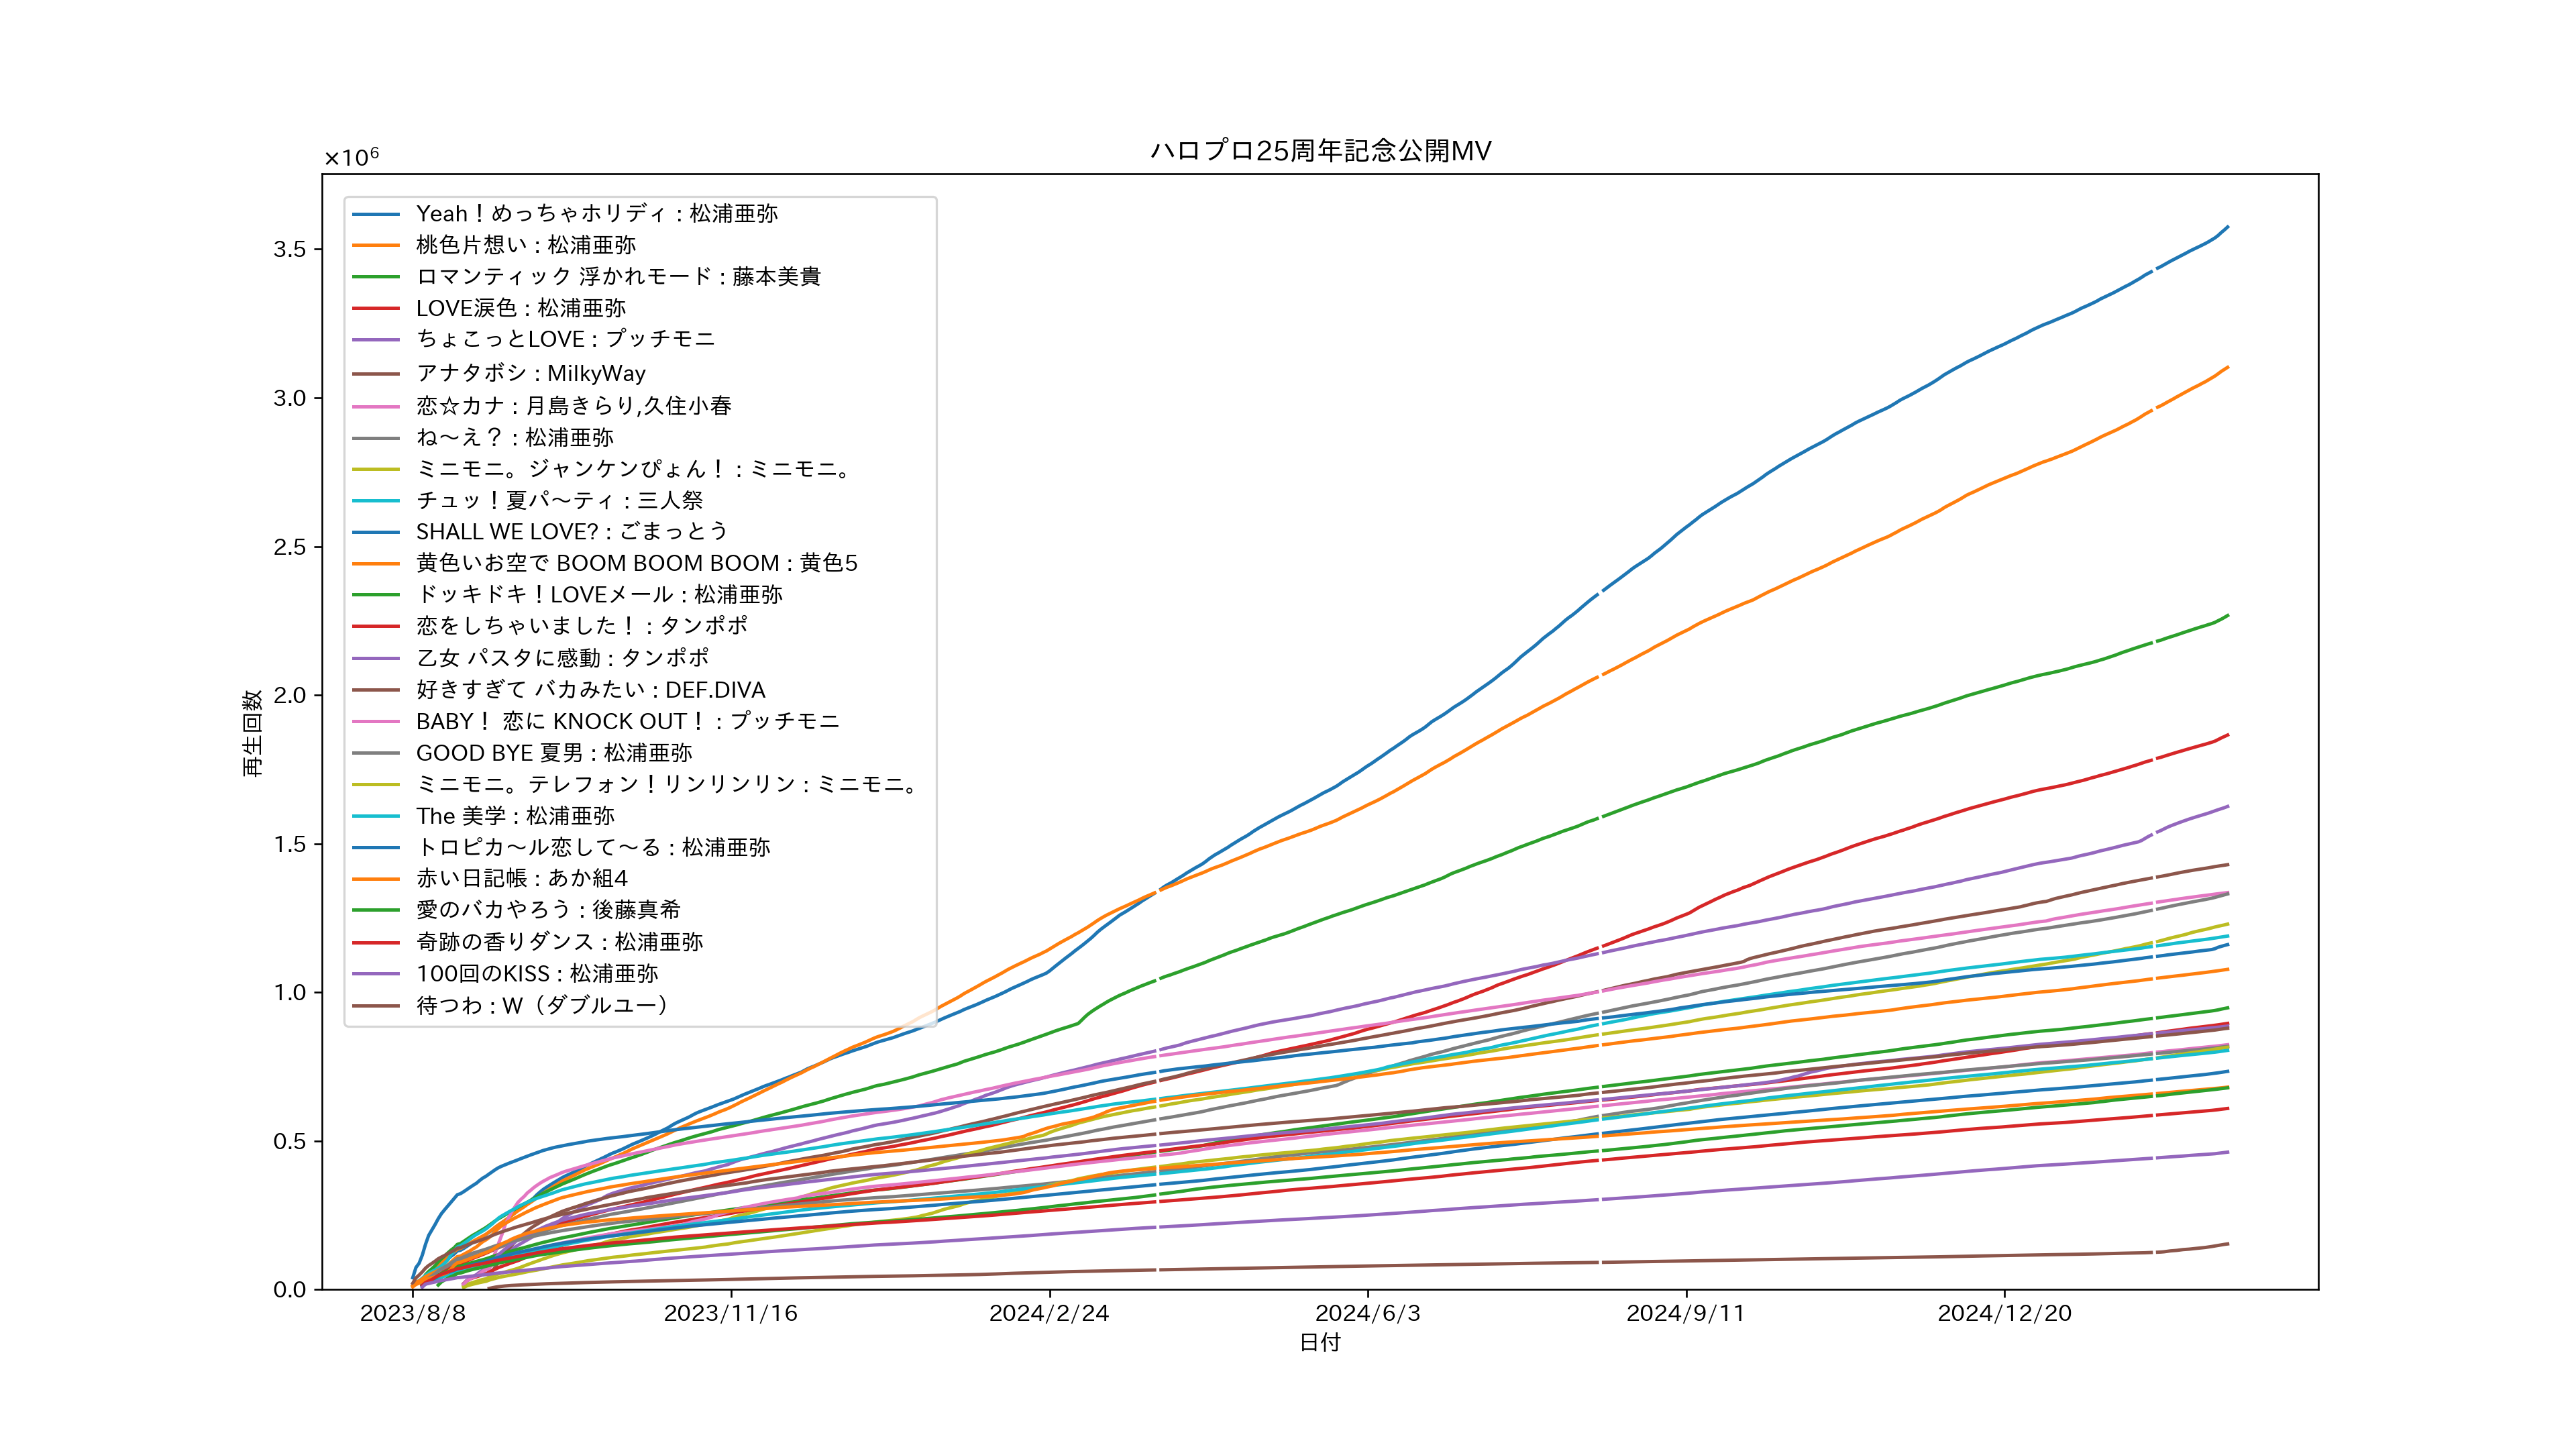 ハロプロ25周年記念公開MV
×10⁶
3.5
3.0
2.5
2.0
1.5
1.0
0.5
0.0
再生回数
Yeah！めっちゃホリディ : 松浦亜弥
桃色片想い : 松浦亜弥
ロマンティック 浮かれモード : 藤本美貴
LOVE涙色 : 松浦亜弥
ちょこっとLOVE : プッチモニ
アナタボシ : MilkyWay
恋☆カナ : 月島きらり,久住小春
ね〜え？ : 松浦亜弥
ミニモニ。ジャンケンぴょん！ : ミニモニ。
チュッ！夏パ〜ティ : 三人祭
SHALL WE LOVE? : ごまっとう
黄色いお空で BOOM BOOM BOOM : 黄色5
ドッキドキ！LOVEメール : 松浦亜弥
恋をしちゃいました！ : タンポポ
乙女 パスタに感動 : タンポポ
好きすぎて バカみたい : DEF.DIVA
BABY！ 恋に KNOCK OUT！ : プッチモニ
GOOD BYE 夏男 : 松浦亜弥
ミニモニ。テレフォン！リンリンリン : ミニモニ。
The 美学 : 松浦亜弥
トロピカ〜ル恋して〜る : 松浦亜弥
赤い日記帳 : あか組4
愛のバカやろう : 後藤真希
奇跡の香りダンス : 松浦亜弥
100回のKISS : 松浦亜弥
待つわ : W（ダブルユー）
2023/8/8 2023/11/16 2024/2/24 2024/6/3 2024/9/11 2024/12/20
日付